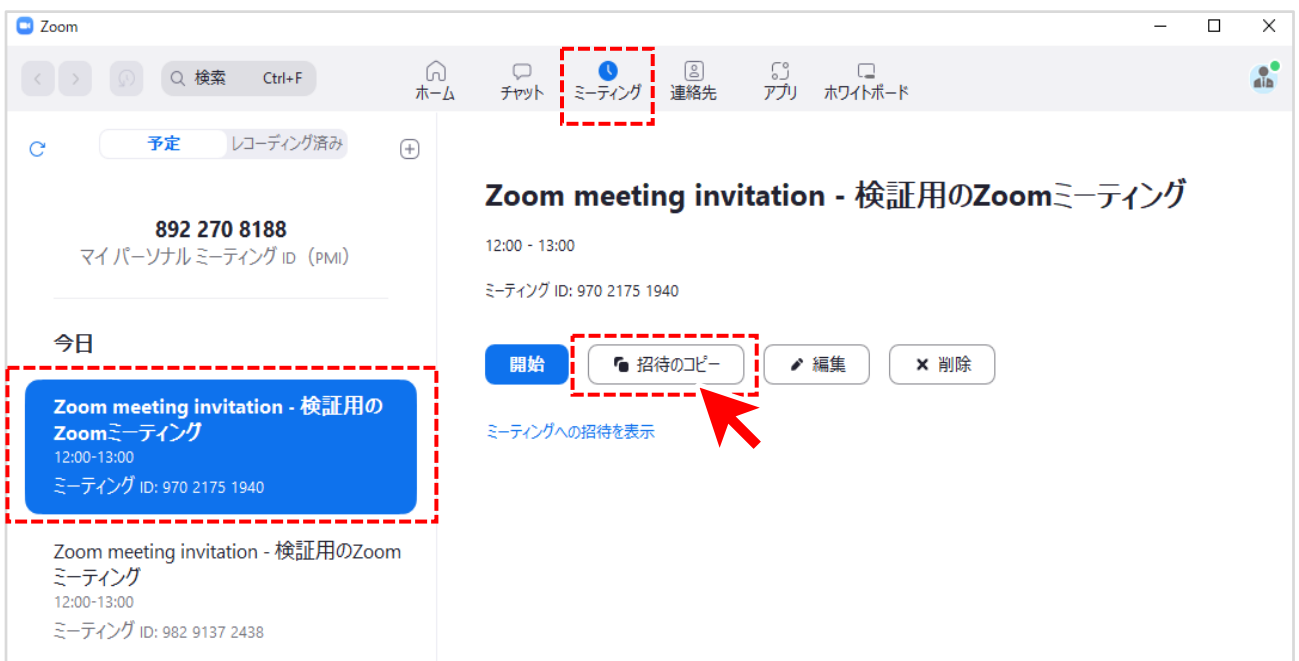 Zoom
検索 Ctrl+F
ホーム チャット ミーティング 連絡先 アプリ ホワイトボード
予定 レコーディング済み
892 270 8188
マイ パーソナル ミーティング ID（PMI）
今日
Zoom meeting invitation - 検証用の
Zoomミーティング
12:00-13:00
ミーティング ID: 970 2175 1940
Zoom meeting invitation - 検証用のZoom
ミーティング
12:00-13:00
ミーティング ID: 982 9137 2438
Zoom meeting invitation - 検証用のZoomミーティング
12:00 - 13:00
ミーティング ID: 970 2175 1940
開始 招待のコピー 編集 削除
ミーティングへの招待を表示